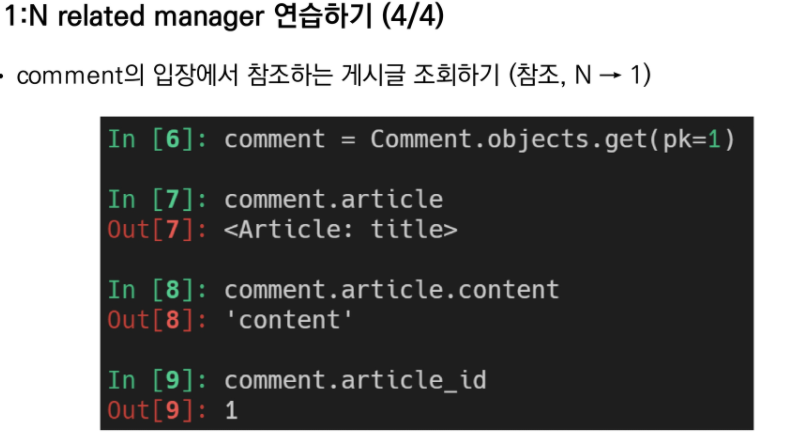 1:N related manager 연습하기 (4/4)
• comment의 입장에서 참조하는 게시글 조회하기 (참조, N → 1)
In [6]: comment = Comment.objects.get(pk=1)
In [7]: comment.article
Out[7]: <Article: title>
In [8]: comment.article.content
Out[8]: 'content'
In [9]: comment.article_id
Out[9]: 1